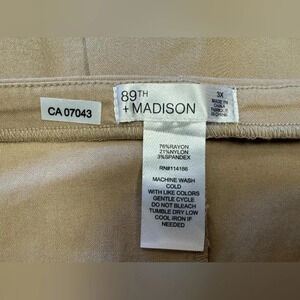 89TH
+ MADISON
3X
MADE IN
CHINA
CA 07043
76%RAYON
21%NYLON
3%SPANDEX
RN#114186
MACHINE WASH
COLD
WITH LIKE COLORS
GENTLE CYCLE
DO NOT BLEACH
TUMBLE DRY LOW
COOL IRON IF
NEEDED